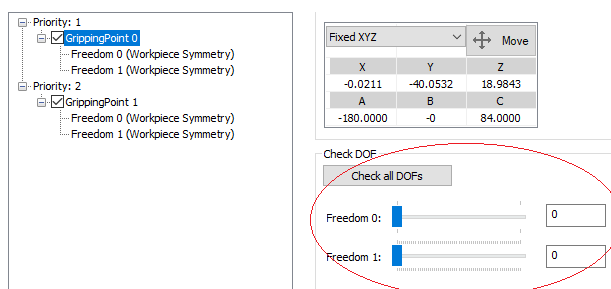 Priority: 1
GrippingPoint 0
Freedom 0 (Workpiece Symmetry)
Freedom 1 (Workpiece Symmetry)
Priority: 2
GrippingPoint 1
Freedom 0 (Workpiece Symmetry)
Freedom 1 (Workpiece Symmetry)
Fixed XYZ Move
X Y Z
-0.0211 -40.0532 18.9843
A B C
-180.0000 -0 84.0000
Check DOF
Check all DOFs
Freedom 0: 0
Freedom 1: 0